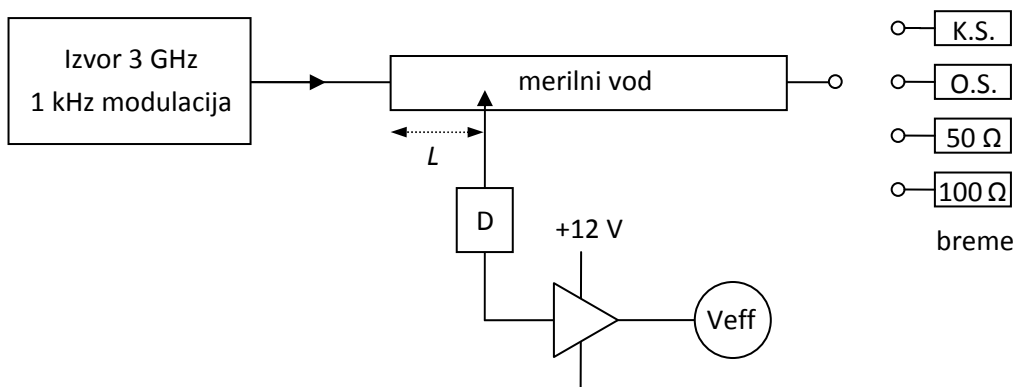 Izvor 3 GHz
1 kHz modulacija
merilni vod
L
D
+12 V
Veff
K.S.
O.S.
50 Ω
100 Ω
breme